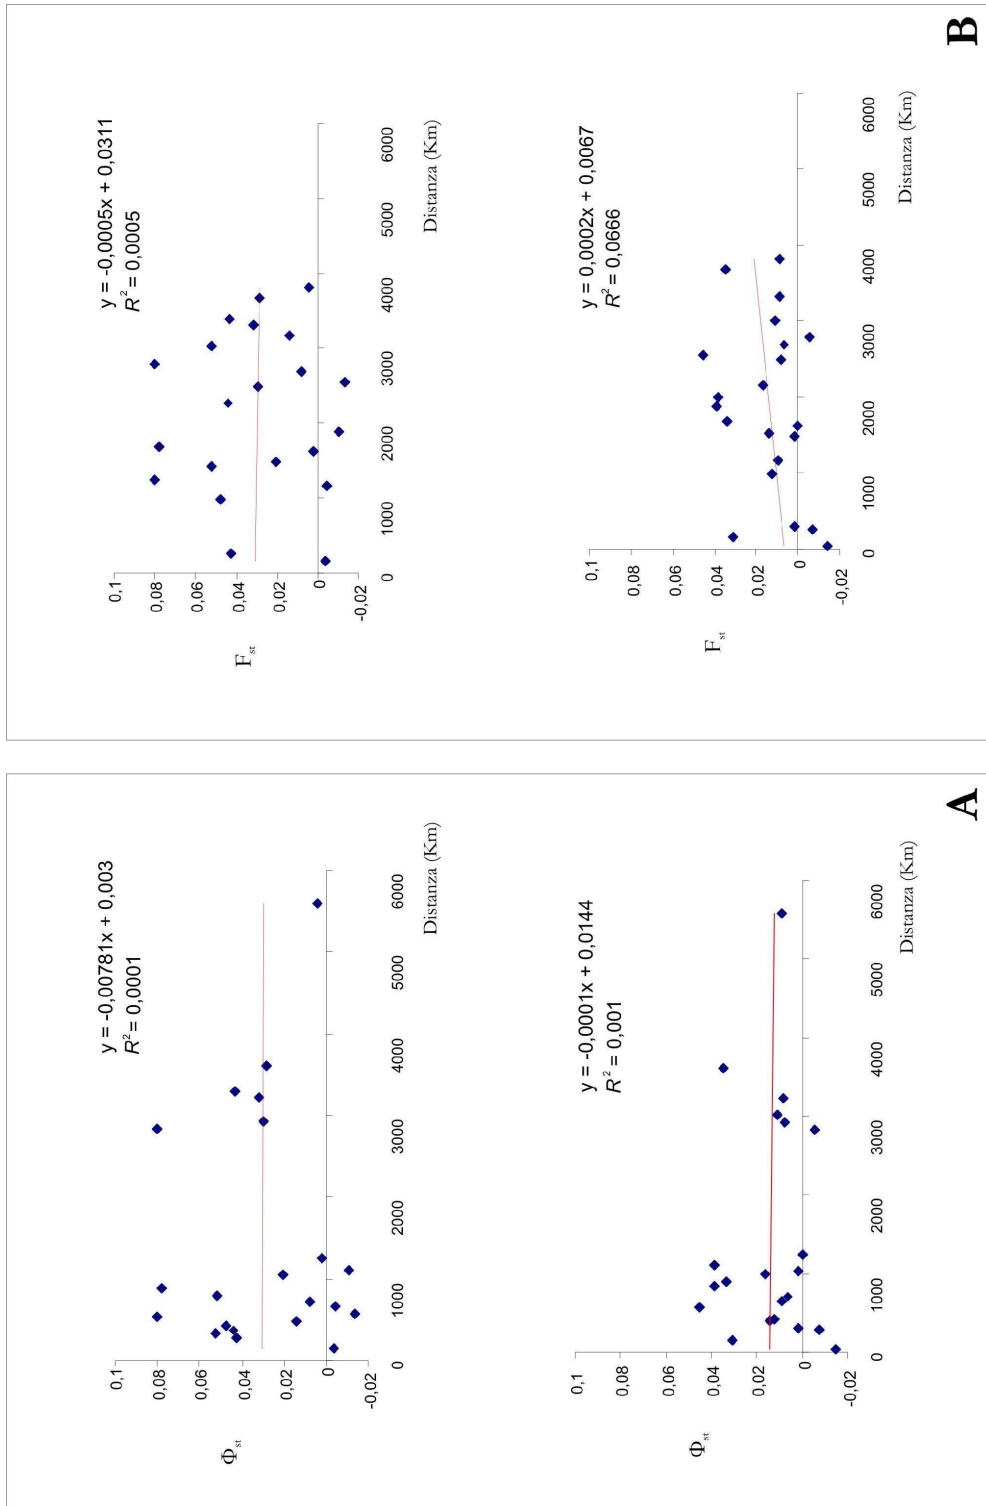 y = -0,00781x + 0,003
R² = 0,0001
0,1
0,08
0,06
0,04
0,02
0
-0,02
Φst
0 1000 2000 3000 4000 5000 6000
Distanza (Km)
y = -0,0001x + 0,0144
R² = 0,001
0,1
0,08
0,06
0,04
0,02
0
-0,02
Φst
0 1000 2000 3000 4000 5000 6000
Distanza (Km)
A
y = -0,0005x + 0,0311
R² = 0,0005
0,1
0,08
0,06
0,04
0,02
0
-0,02
Fst
0 1000 2000 3000 4000 5000 6000
Distanza (Km)
y = 0,0002x + 0,0067
R² = 0,0666
0,1
0,08
0,06
0,04
0,02
0
-0,02
Fst
0 1000 2000 3000 4000 5000 6000
Distanza (Km)
B